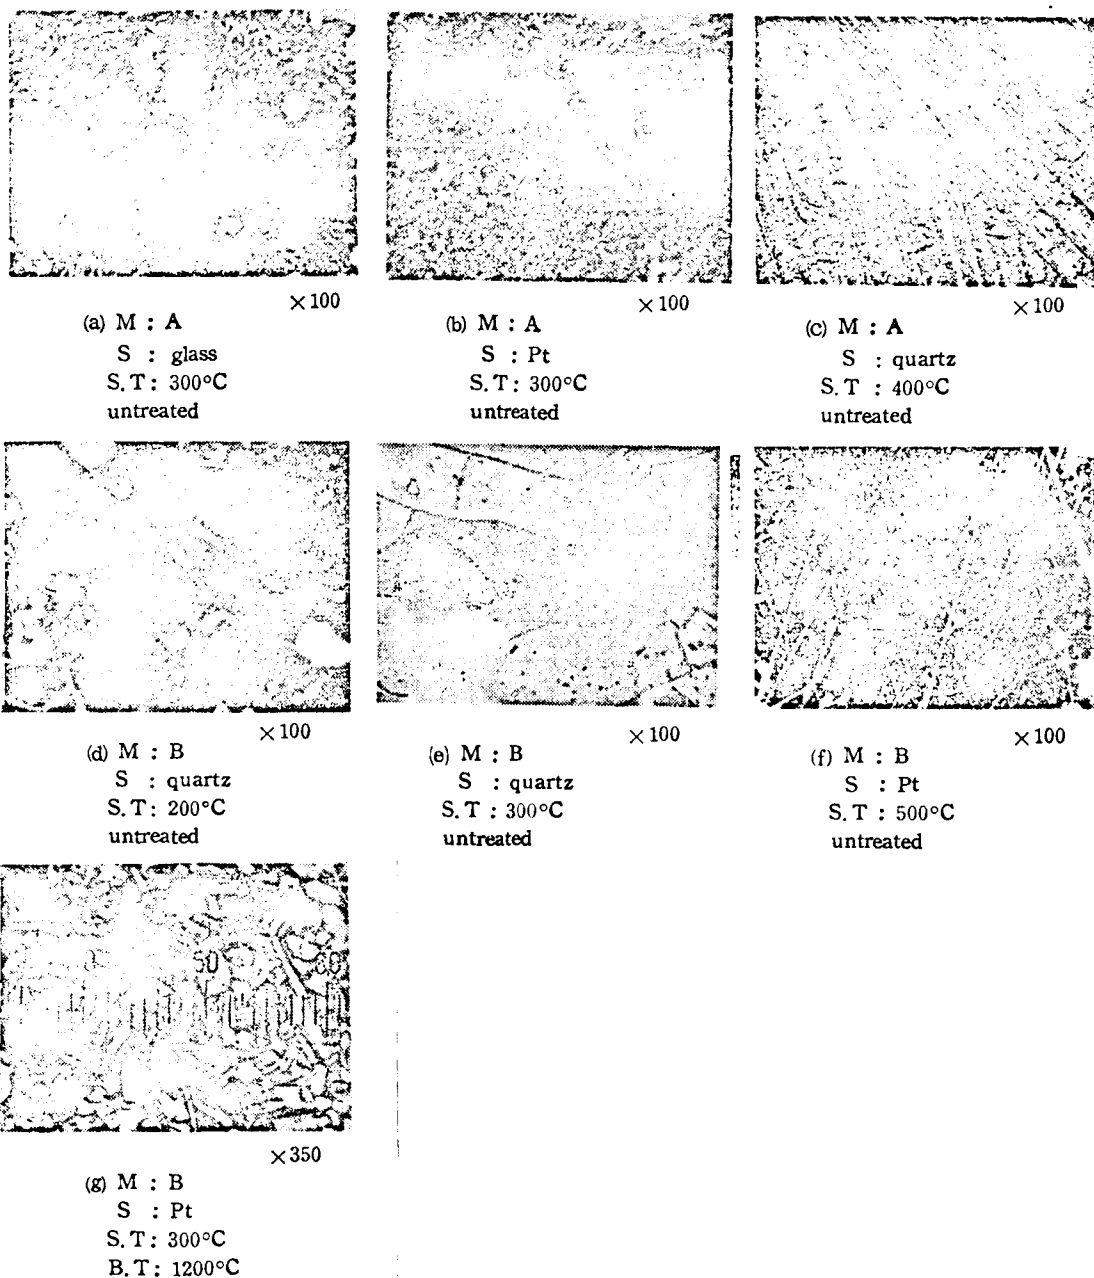 ×100
(a) M : A
S : glass
S.T : 300°C
untreated
×100
(b) M : A
S : Pt
S.T : 300°C
untreated
×100
(c) M : A
S : quartz
S.T : 400°C
untreated
×100
(d) M : B
S : quartz
S.T : 200°C
untreated
×100
(e) M : B
S : quartz
S.T : 300°C
untreated
×100
(f) M : B
S : Pt
S.T : 500°C
untreated
50 60
×350
(g) M : B
S : Pt
S.T : 300°C
B.T : 1200°C